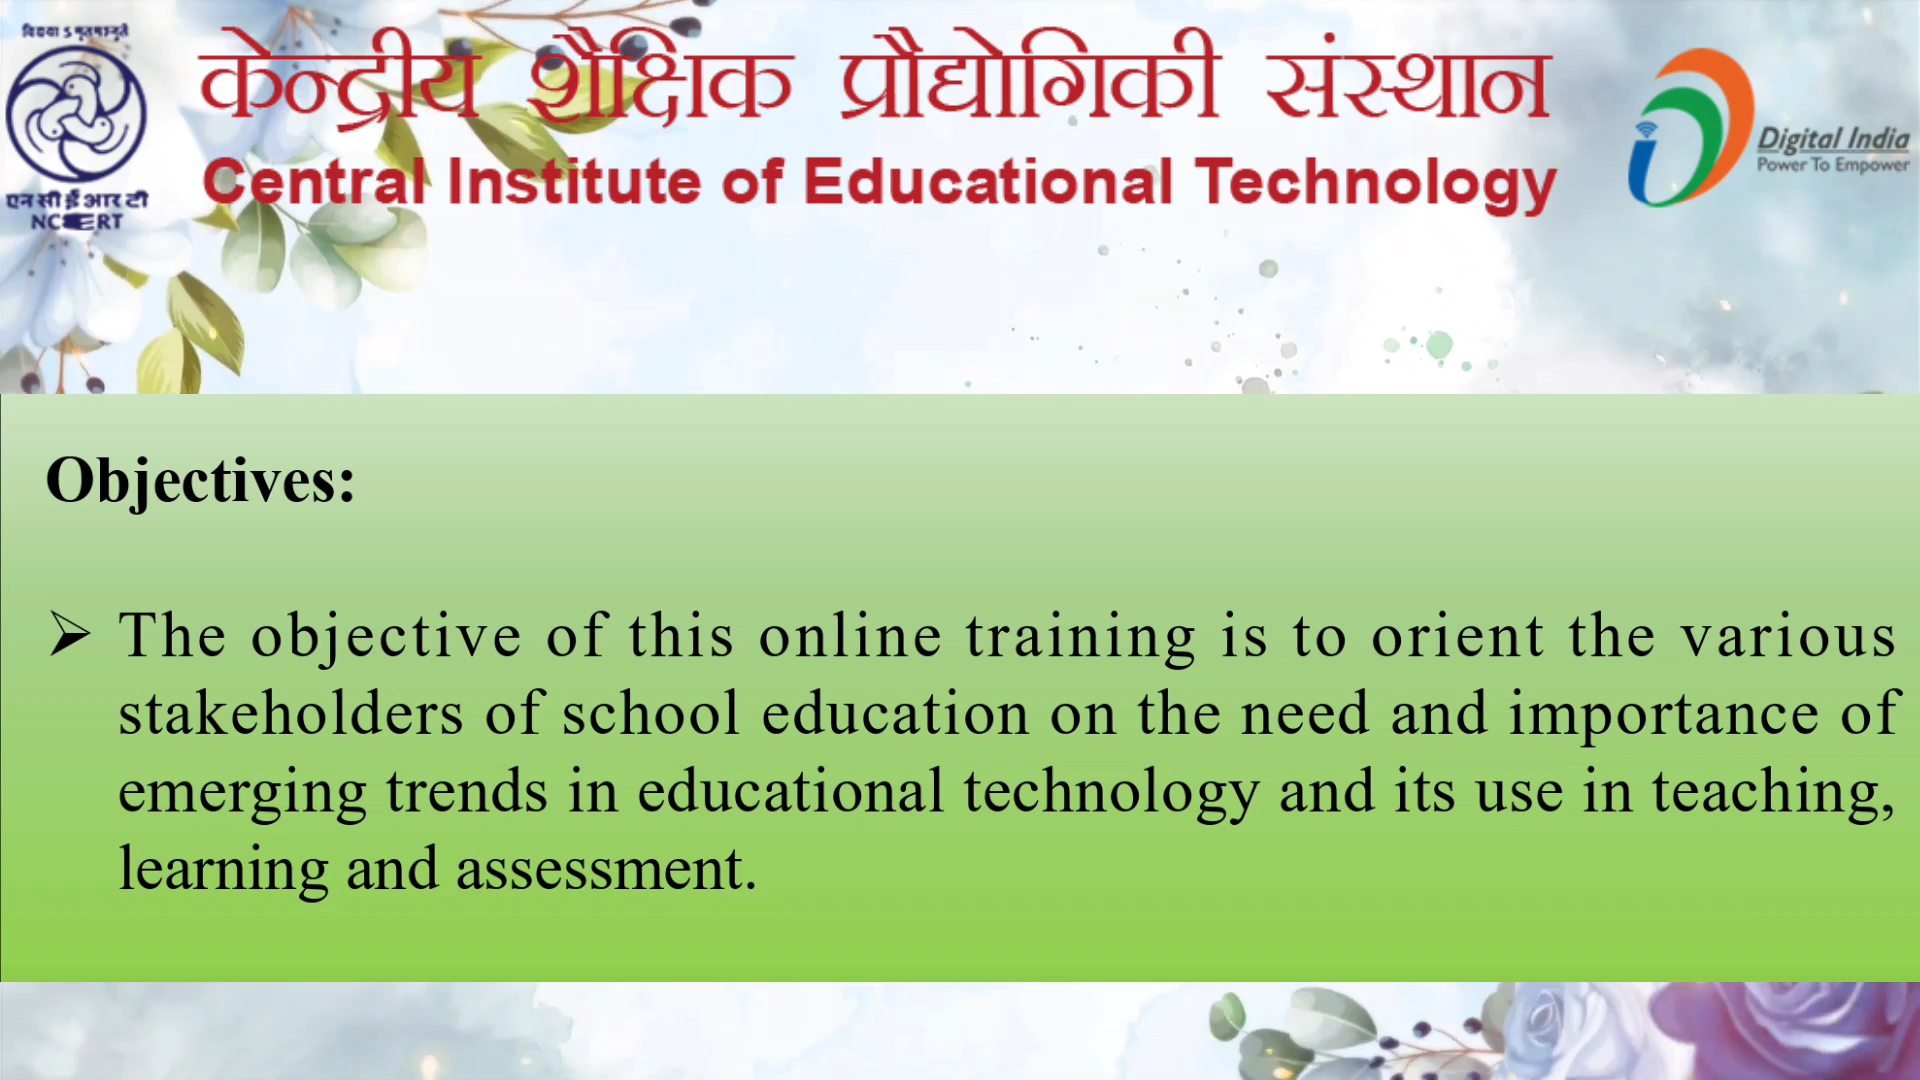 केन्द्रीय शैक्षिक प्रौद्योगिकी संस्थान
Central Institute of Educational Technology
एन सी ई आर टी
NCERT
Digital India
Power To Empower
Objectives:
➢ The objective of this online training is to orient the various
stakeholders of school education on the need and importance of
emerging trends in educational technology and its use in teaching,
learning and assessment.